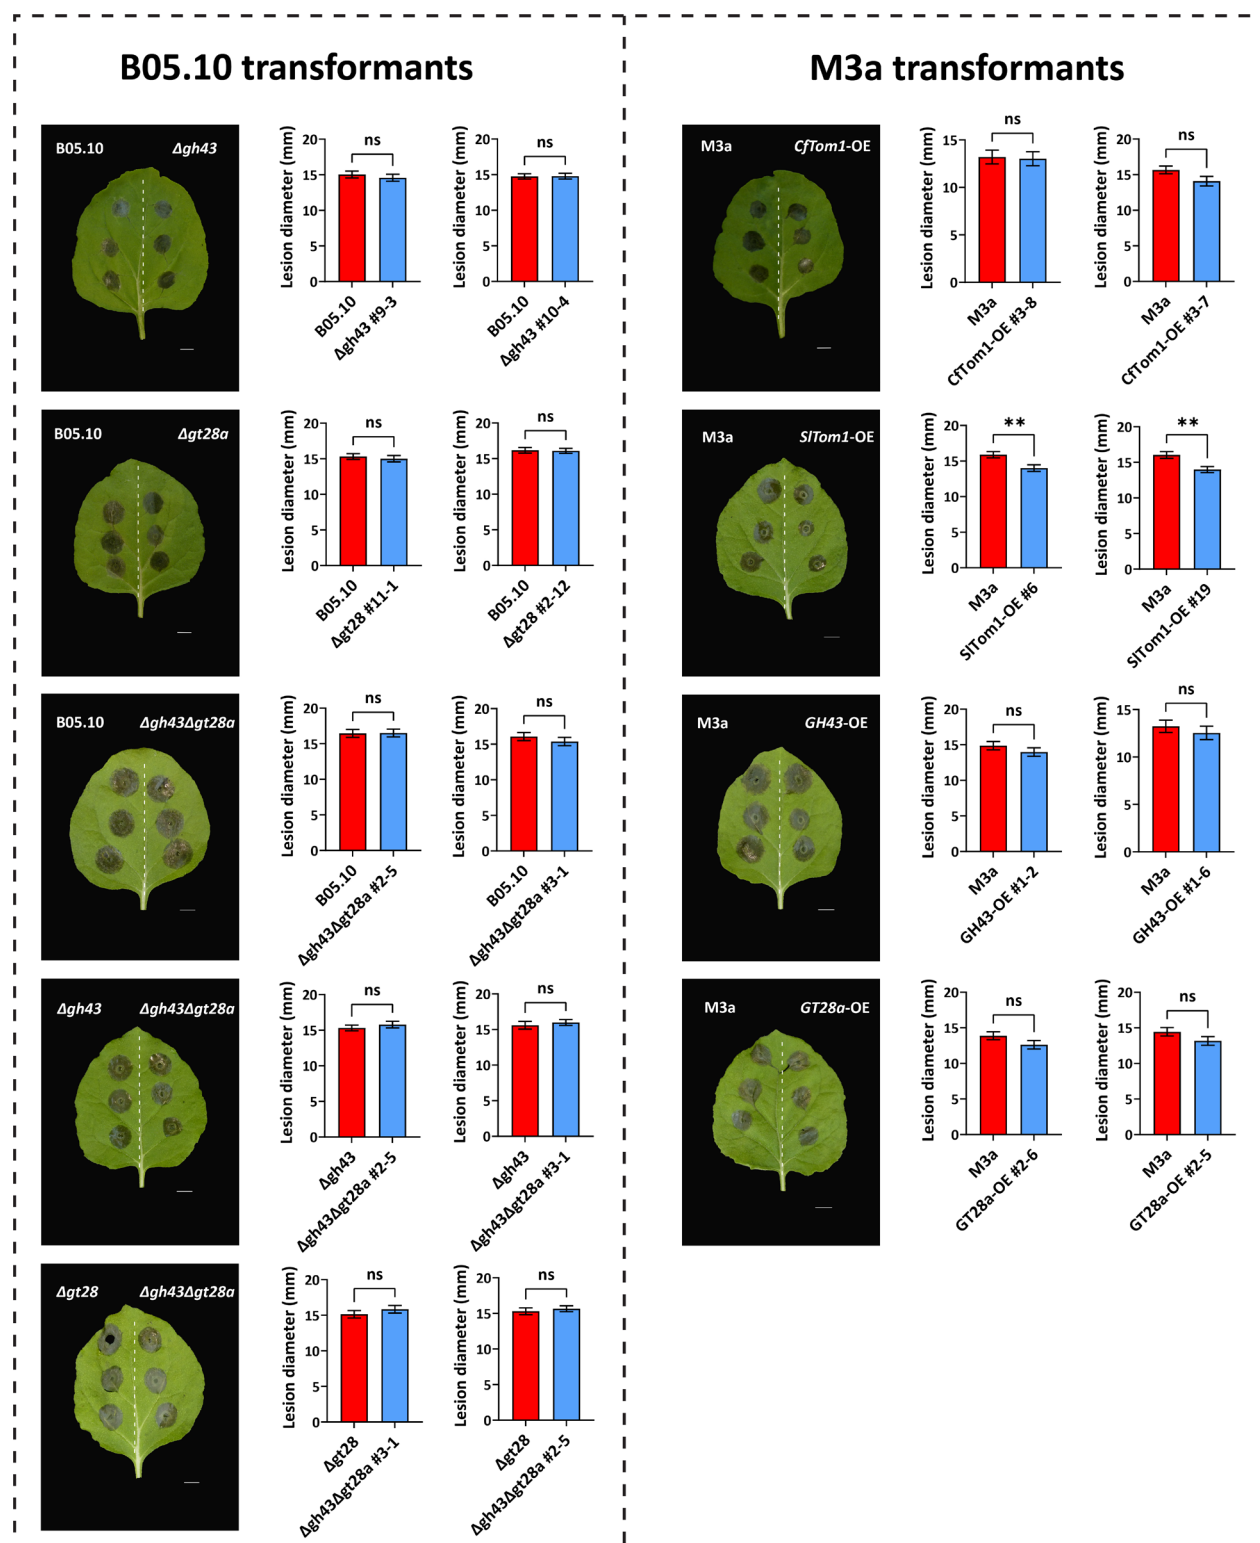 B05.10 transformants
B05.10 Δgh43
Lesion diameter (mm)
20
15
10
5
0
ns
B05.10
Δgh43 #9-3
Lesion diameter (mm)
20
15
10
5
0
ns
B05.10
Δgh43 #10-4
B05.10 Δgt28a
Lesion diameter (mm)
20
15
10
5
0
ns
B05.10
Δgt28 #11-1
Lesion diameter (mm)
20
15
10
5
0
ns
B05.10
Δgt28 #2-12
B05.10 Δgh43Δgt28a
Lesion diameter (mm)
20
15
10
5
0
ns
B05.10
Δgh43Δgt28a #2-5
Lesion diameter (mm)
20
15
10
5
0
ns
B05.10
Δgh43Δgt28a #3-1
Δgh43 Δgh43Δgt28a
Lesion diameter (mm)
20
15
10
5
0
ns
Δgh43
Δgh43Δgt28a #2-5
Lesion diameter (mm)
20
15
10
5
0
ns
Δgh43
Δgh43Δgt28a #3-1
Δgt28 Δgh43Δgt28a
Lesion diameter (mm)
20
15
10
5
0
ns
Δgt28
Δgh43Δgt28a #3-1
Lesion diameter (mm)
20
15
10
5
0
ns
Δgt28
Δgh43Δgt28a #2-5
M3a transformants
M3a CfTom1-OE
Lesion diameter (mm)
15
10
5
0
ns
M3a
CfTom1-OE #3-8
Lesion diameter (mm)
20
15
10
5
0
ns
M3a
CfTom1-OE #3-7
M3a SlTom1-OE
Lesion diameter (mm)
20
15
10
5
0
**
M3a
SlTom1-OE #6
Lesion diameter (mm)
20
15
10
5
0
**
M3a
SlTom1-OE #19
M3a GH43-OE
Lesion diameter (mm)
20
15
10
5
0
ns
M3a
GH43-OE #1-2
Lesion diameter (mm)
15
10
5
0
ns
M3a
GH43-OE #1-6
M3a GT28a-OE
Lesion diameter (mm)
20
15
10
5
0
ns
M3a
GT28a-OE #2-6
Lesion diameter (mm)
20
15
10
5
0
ns
M3a
GT28a-OE #2-5